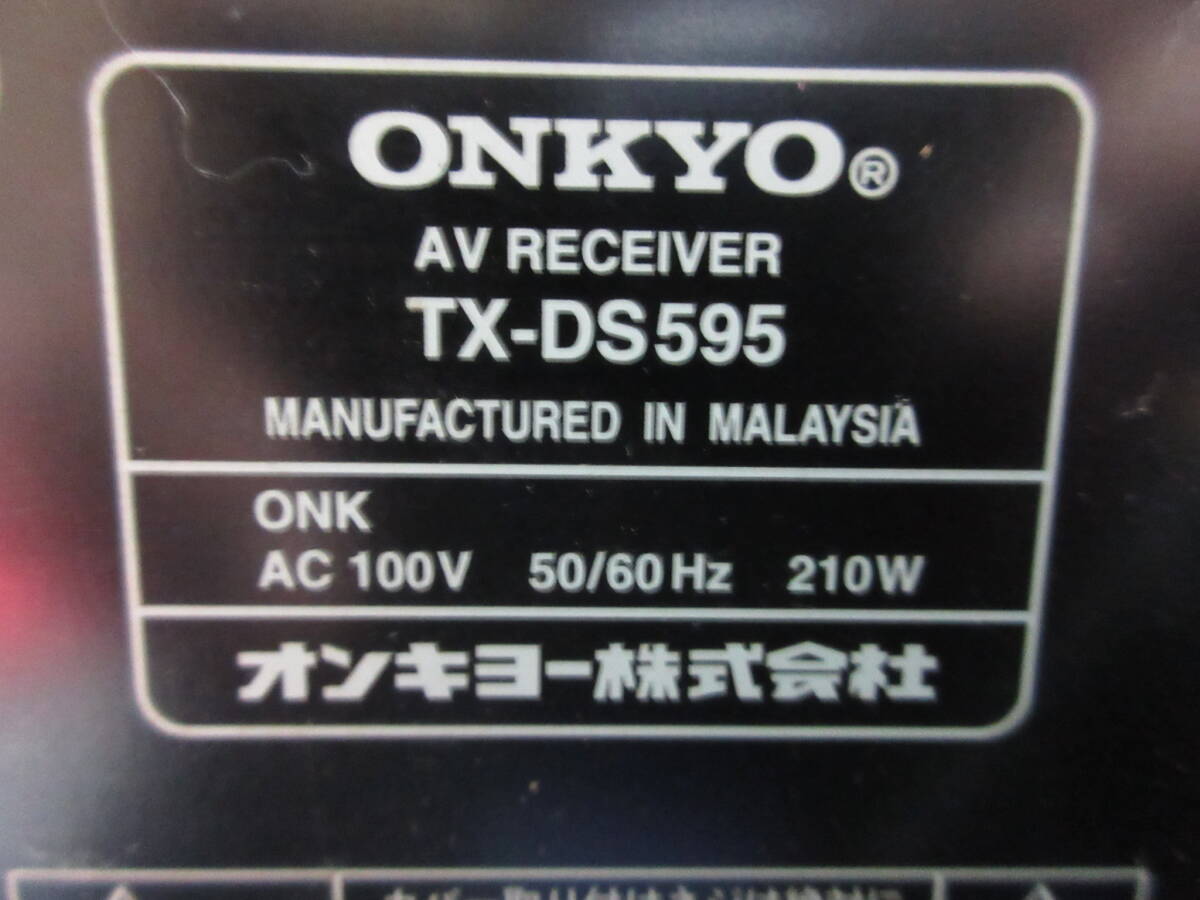 ONKYO®
AV RECEIVER
TX-DS595
MANUFACTURED IN MALAYSIA
ONK
AC 100V 50/60Hz 210W
オンキヨー株式会社